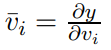 v̄ᵢ = ∂y/∂vᵢ